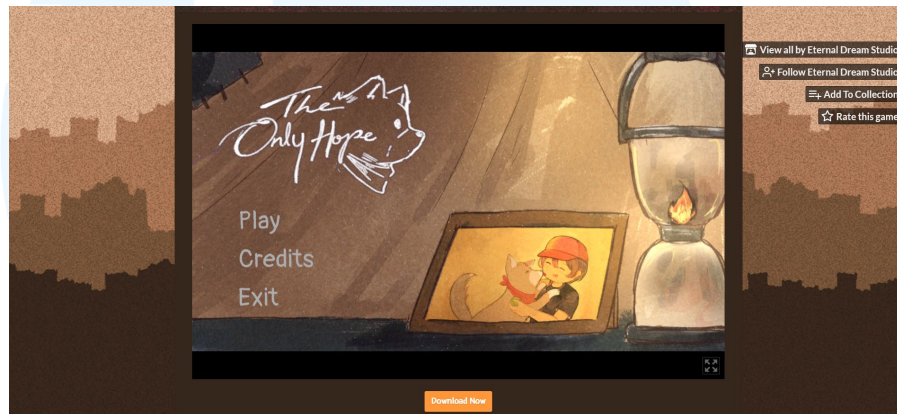 View all by Eternal Dream Studio
Follow Eternal Dream Studio
Add To Collection
Rate this game
The
Only Hope
Play
Credits
Exit
Download Now